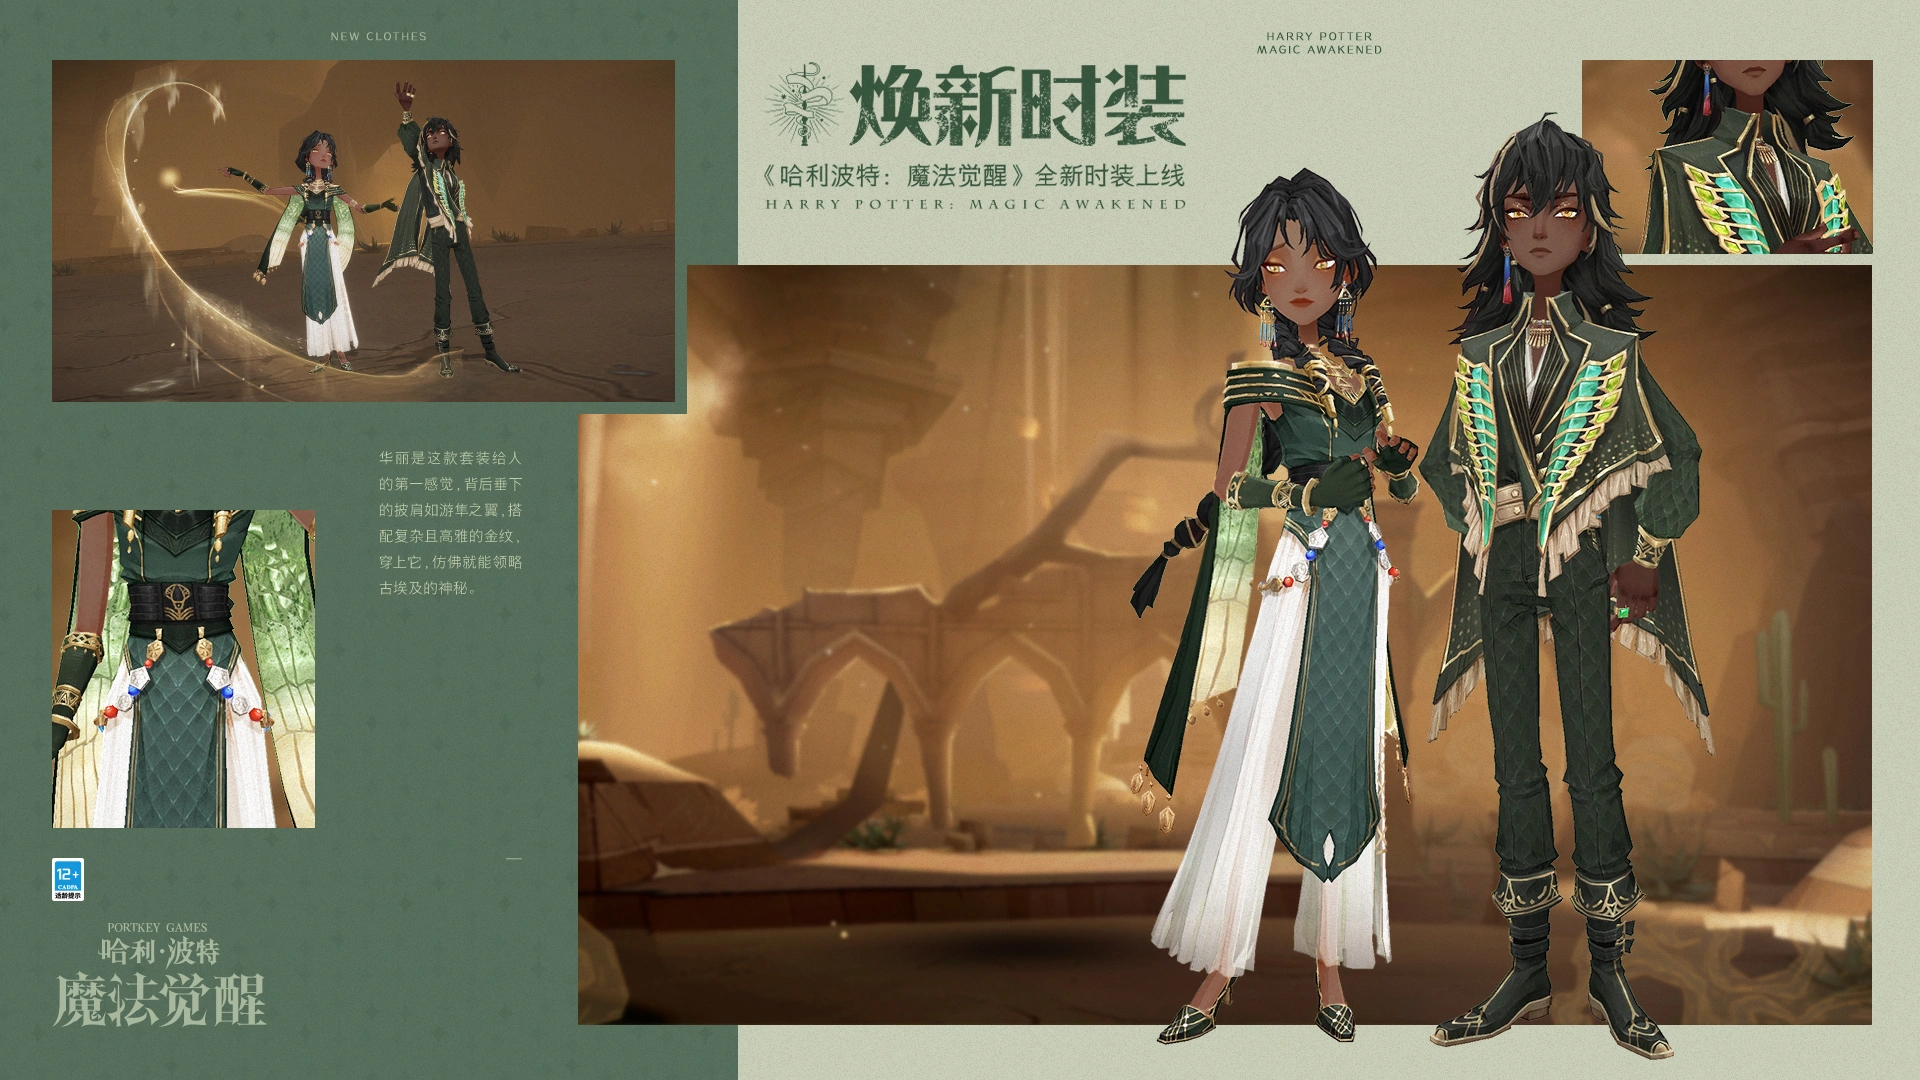 NEW CLOTHES
HARRY POTTER
MAGIC AWAKENED
焕新时装
《哈利波特：魔法觉醒》全新时装上线
HARRY POTTER: MAGIC AWAKENED
华丽是这款套装给人
的第一感觉,背后垂下
的披肩如游隼之翼,搭
配复杂且高雅的金纹,
穿上它,仿佛就能领略
古埃及的神秘。
12+
CADPA
适龄提示
PORTKEY GAMES
哈利·波特
魔法觉醒